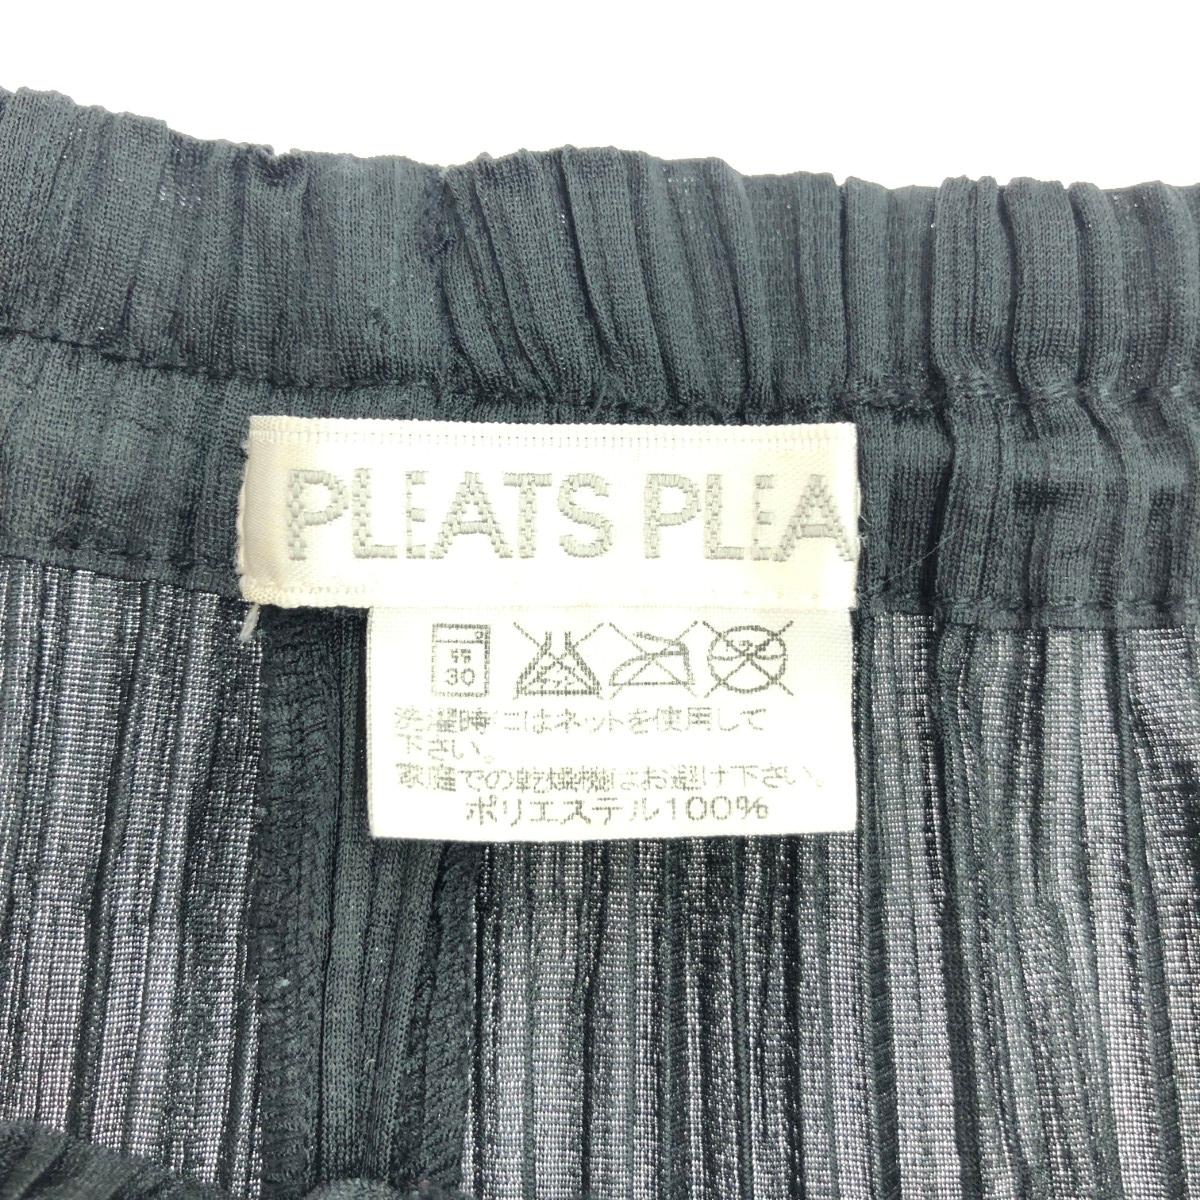 PLEATS PLEA
弱
30
洗濯時にはネットを使用して
下さい。
家庭での乾燥機はお避け下さい。
ポリエステル100%